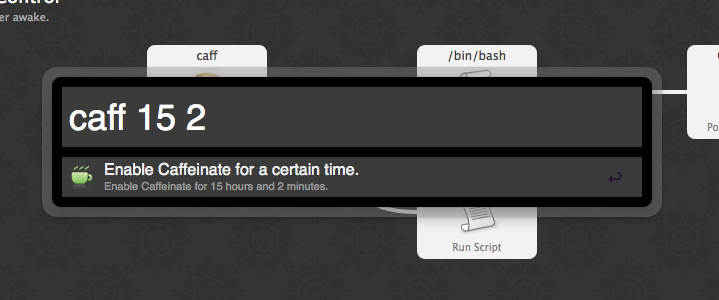 er awake.
caff
/bin/bash
caff 15 2
Enable Caffeinate for a certain time.
Enable Caffeinate for 15 hours and 2 minutes.
Po
Run Script